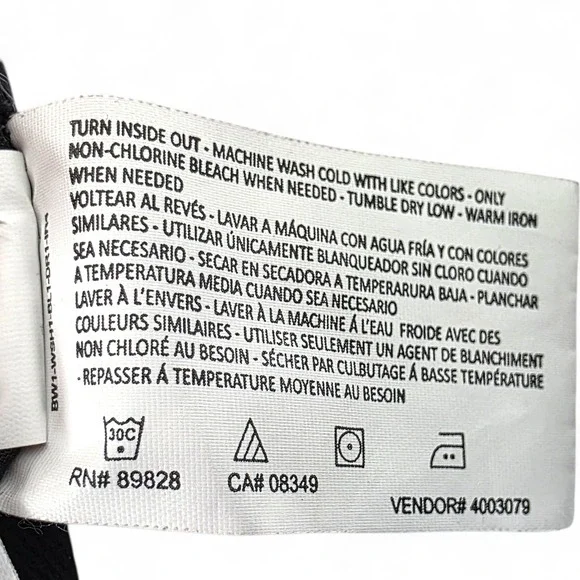 TURN INSIDE OUT - MACHINE WASH COLD WITH LIKE COLORS - ONLY
NON-CHLORINE BLEACH WHEN NEEDED - TUMBLE DRY LOW - WARM IRON
WHEN NEEDED
VOLTEAR AL REVÉS - LAVAR A MÁQUINA CON AGUA FRÍA Y CON COLORES
SIMILARES - UTILIZAR ÚNICAMENTE BLANQUEADOR SIN CLORO CUANDO
SEA NECESARIO - SECAR EN SECADORA A TEMPERARURA BAJA - PLANCHAR
A TEMPERATURA MEDIA CUANDO SEA NECESARIO
LAVER À L'ENVERS - LAVER À LA MACHINE Á L'EAU FROIDE AVEC DES
COULEURS SIMILAIRES - UTILISER SEULEMENT UN AGENT DE BLANCHIMENT
NON CHLORÉ AU BESOIN - SÉCHER PAR CULBUTAGE Á BASSE TEMPÉRATURE
- REPASSER Á TEMPÉRATURE MOYENNE AU BESOIN
30C
RN# 89828
CA# 08349
VENDOR# 4003079